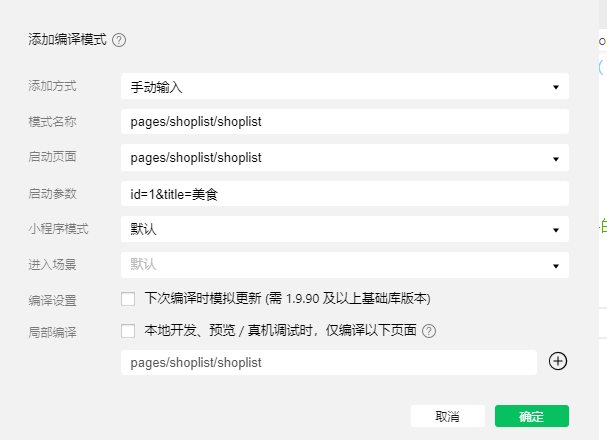 添加编译模式 ?
添加方式 手动输入
模式名称 pages/shoplist/shoplist
启动页面 pages/shoplist/shoplist
启动参数 id=1&title=美食
小程序模式 默认
进入场景 默认
编译设置 下次编译时模拟更新 (需 1.9.90 及以上基础库版本)
局部编译 本地开发、预览 / 真机调试时，仅编译以下页面 ?
pages/shoplist/shoplist
取消 确定